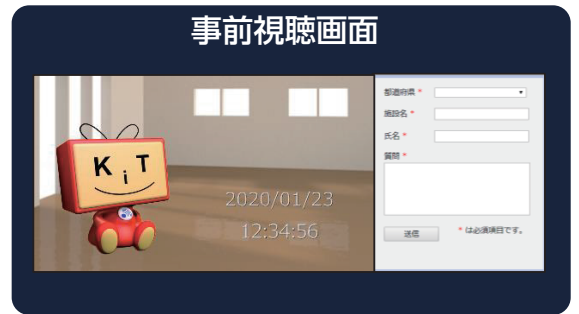 事前視聴画面
KiT
2020/01/23
12:34:56
都道府県 *
施設名 *
氏名 *
質問 *
送信
* は必須項目です。